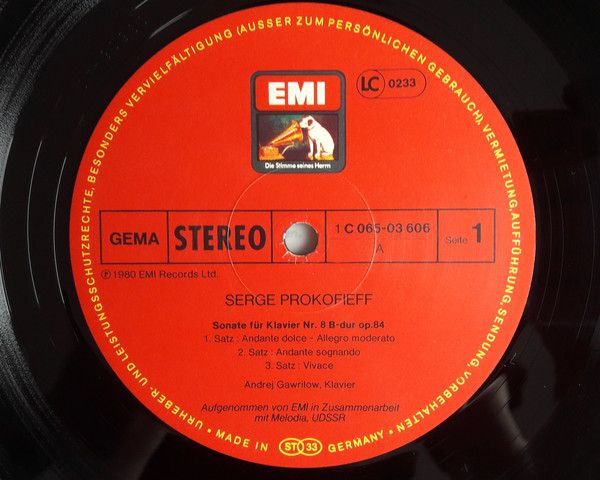 URHEBER- UND LEISTUNGSSCHUTZRECHTE, BESONDERS VERVIELFÄLTIGUNG (AUSSER ZUM PERSÖNLICHEN GEBRAUCH), VERMIETUNG, AUFFÜHRUNG, SENDUNG, VORBEHALTEN •
EMI
Die Stimme seines Herrn
LC 0233
GEMA
STEREO
1 C 065-03 606
A
Seite 1
℗ 1980 EMI Records Ltd.
SERGE PROKOFIEFF
Sonate für Klavier Nr. 8 B-dur op.84
1. Satz : Andante dolce - Allegro moderato
2. Satz : Andante sognando
3. Satz : Vivace
Andrej Gawrilow, Klavier
Aufgenommen von EMI in Zusammenarbeit
mit Melodia, UDSSR
• MADE IN ST 33 GERMANY •